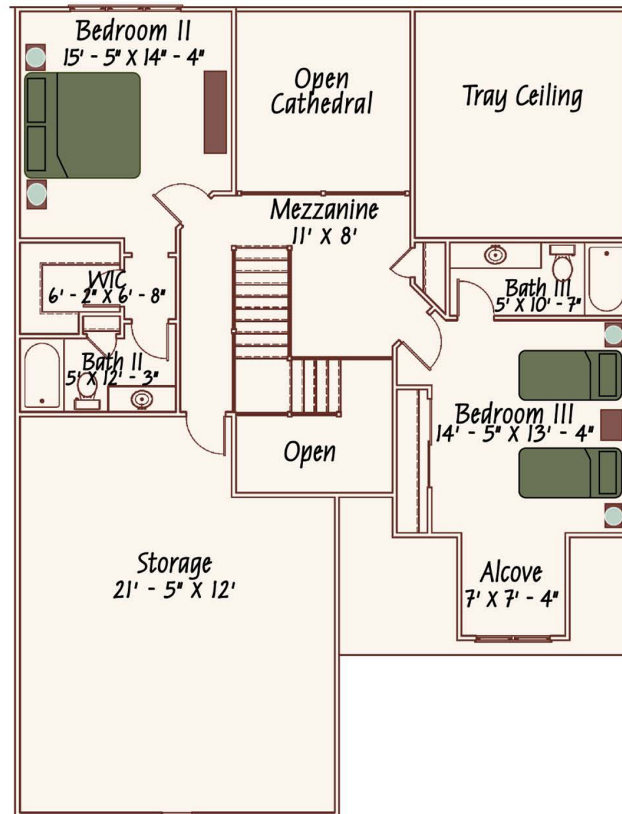 Bedroom II
15' - 5" X 14" - 4"
Open
Cathedral
Tray Ceiling
Mezzanine
11' X 8'
WIC
6' - 2" X 6' - 8"
Bath III
5' X 10' - 7"
Bath II
5' X 12' - 3"
Bedroom III
14' - 5" X 13' - 4"
Open
Storage
21' - 5" X 12'
Alcove
7' X 7' - 4"